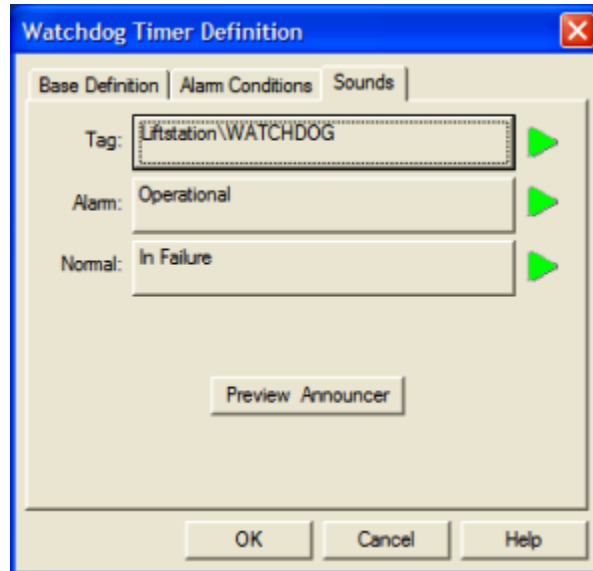 Watchdog Timer Definition
Base Definition Alarm Conditions Sounds
Tag: Liftstation\WATCHDOG
Alarm: Operational
Normal: In Failure
Preview Announcer
OK Cancel Help